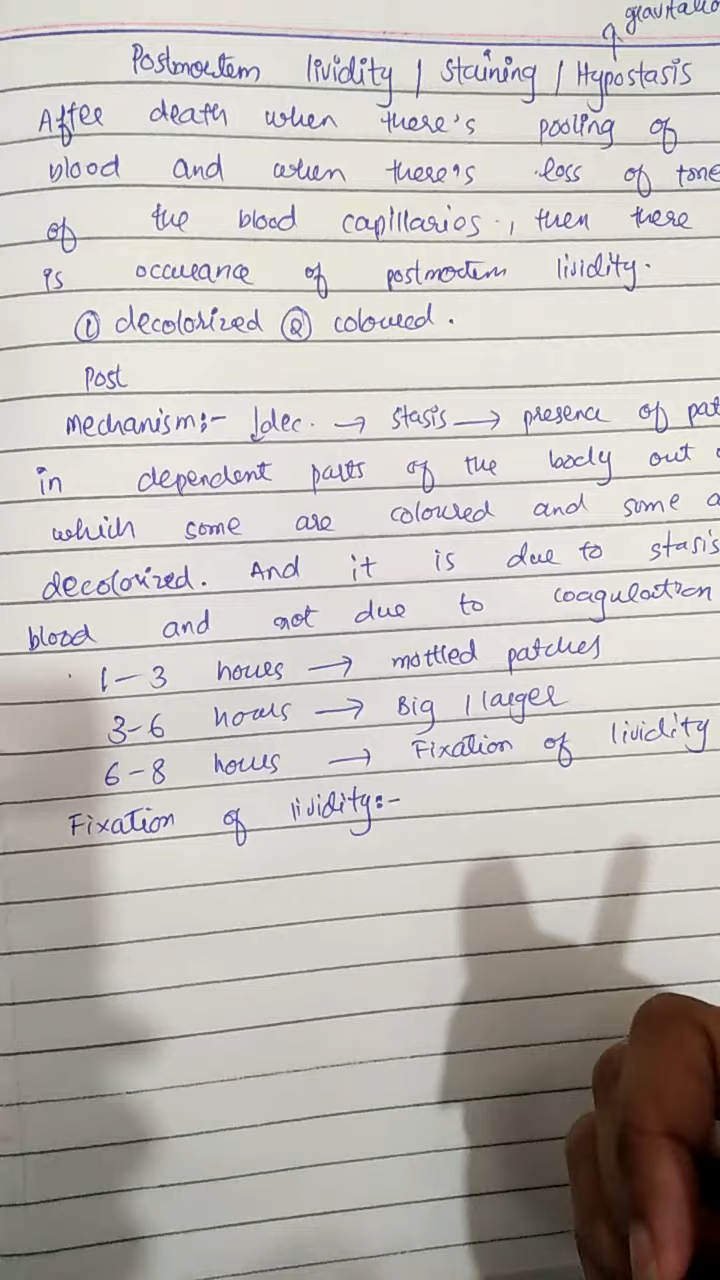 gravitatio
Postmortem lividity / Staining / Hypostasis
After death when there's pooling of
blood and when there's loss of tone
of the blood capillaries, then there
is occurance of postmortem lividity.
① decolorized ② coloured.
Post
Mechanism:- ↓dec. → stasis → presence of pat
in dependent parts of the body out
which some are coloured and some a
decolorized. And it is due to stasis
blood and not due to coagulation
1-3 hours → mottled patches
3-6 hours → Big / larger
6-8 hours → Fixation of lividity
Fixation of lividity:-